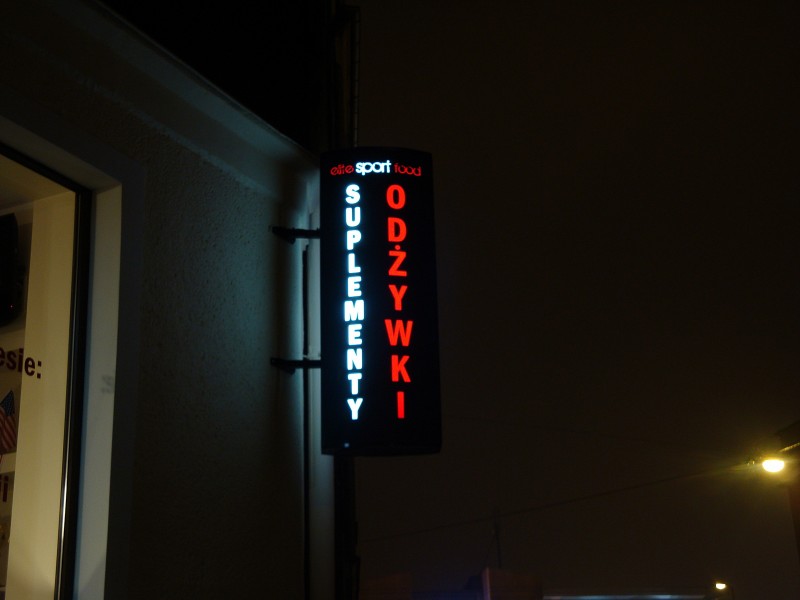 elite sport food
SUPLEMENTY
ODŻYWKI
esie: